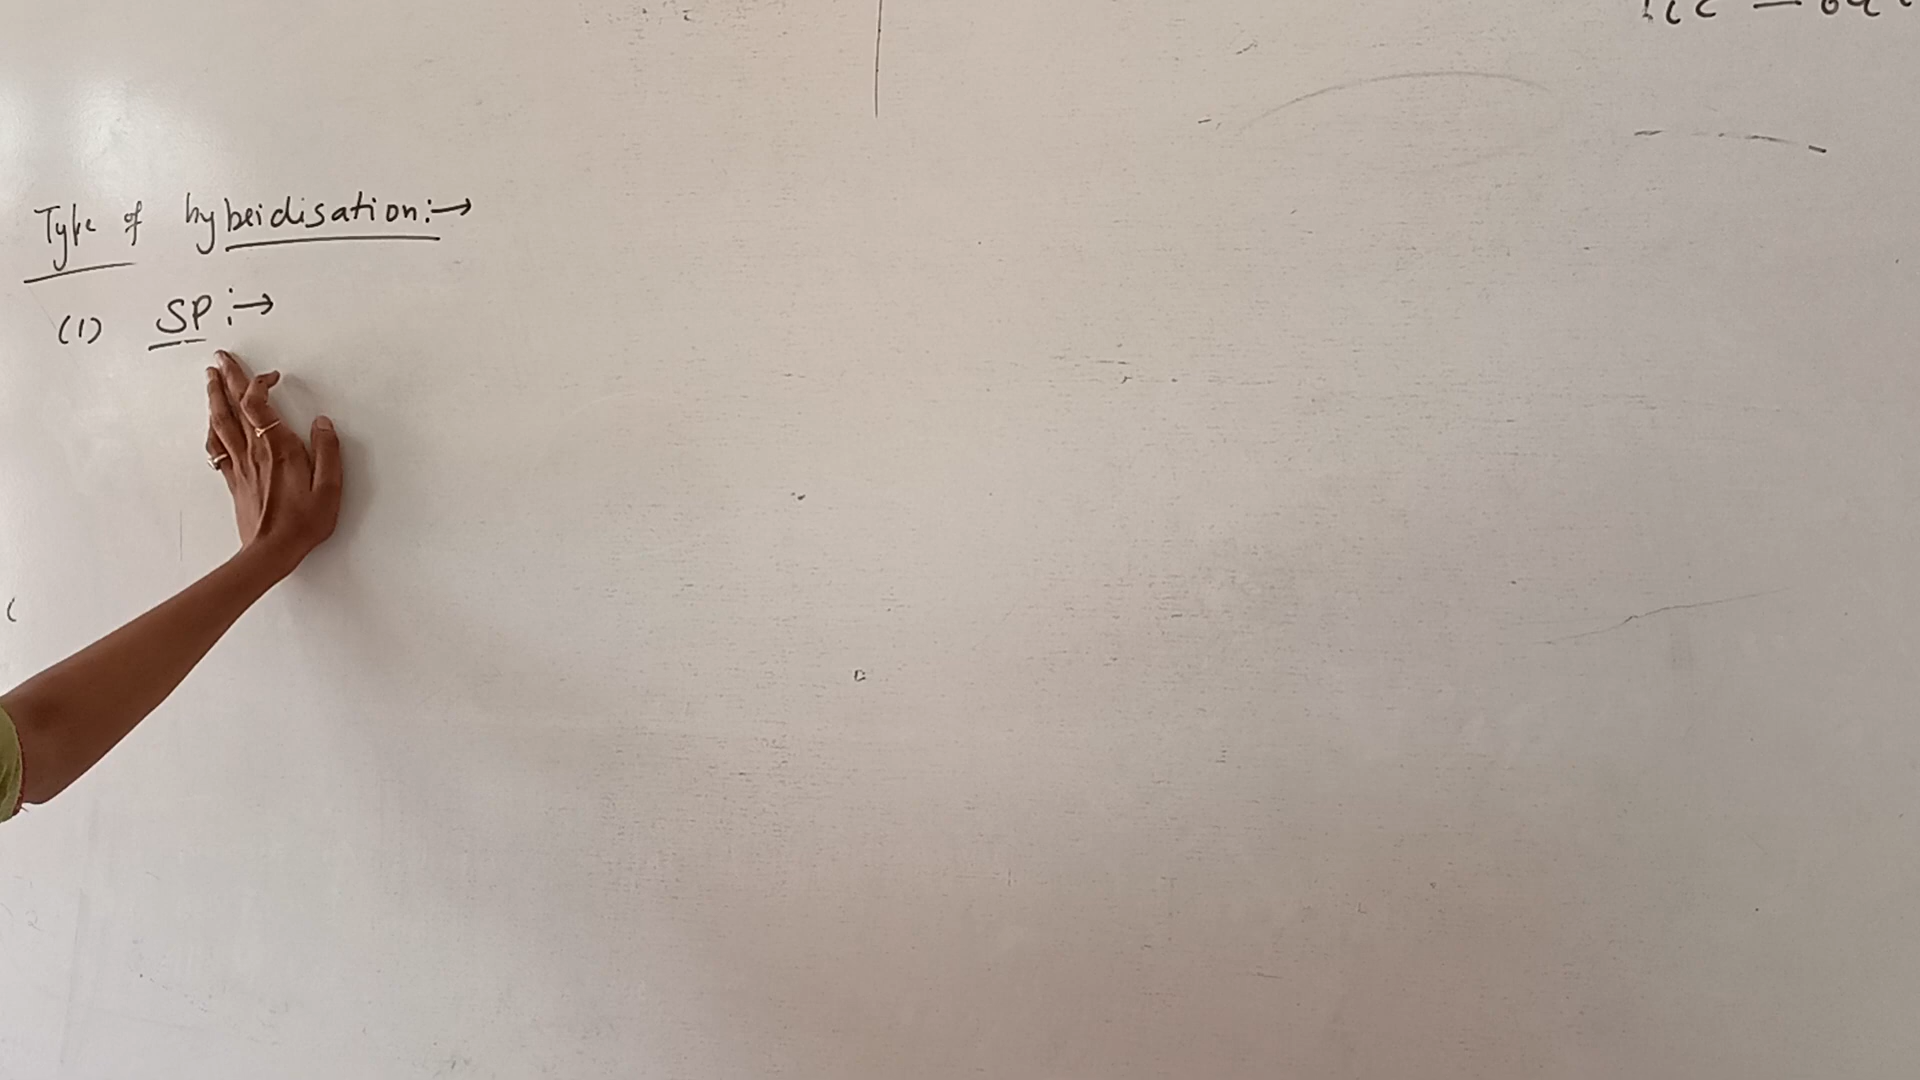 Type of hybridisation:→
(1) SP:→